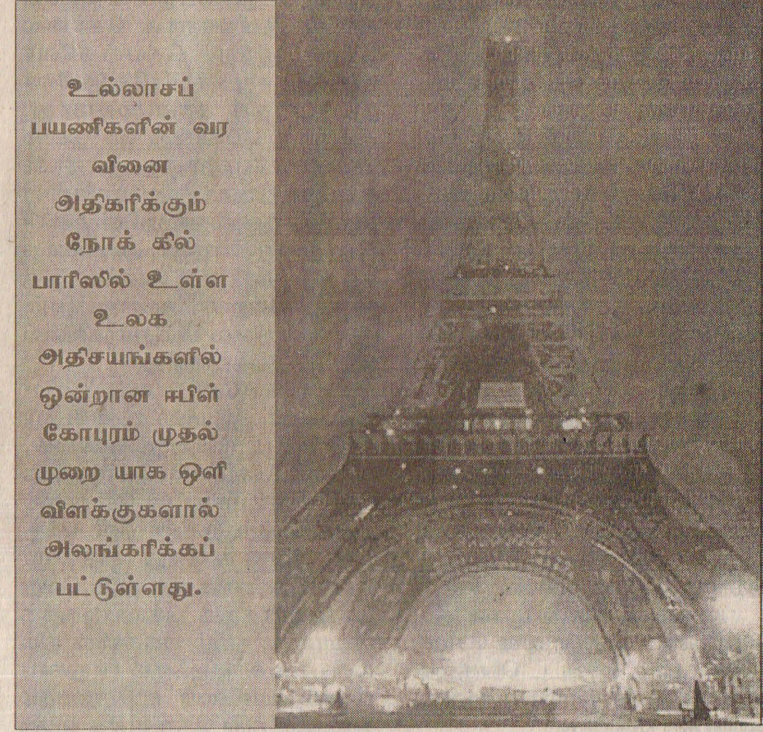 உல்லாசப்
பயணிகளின் வர
வினை
அதிகரிக்கும்
நோக் கில்
பாரிஸில் உள்ள
உலக
அதிசயங்களில்
ஒன்றான ஈபிள்
கோபுரம் முதல்
முறை யாக ஒளி
விளக்குகளால்
அலங்கரிக்கப்
பட்டுள்ளது.